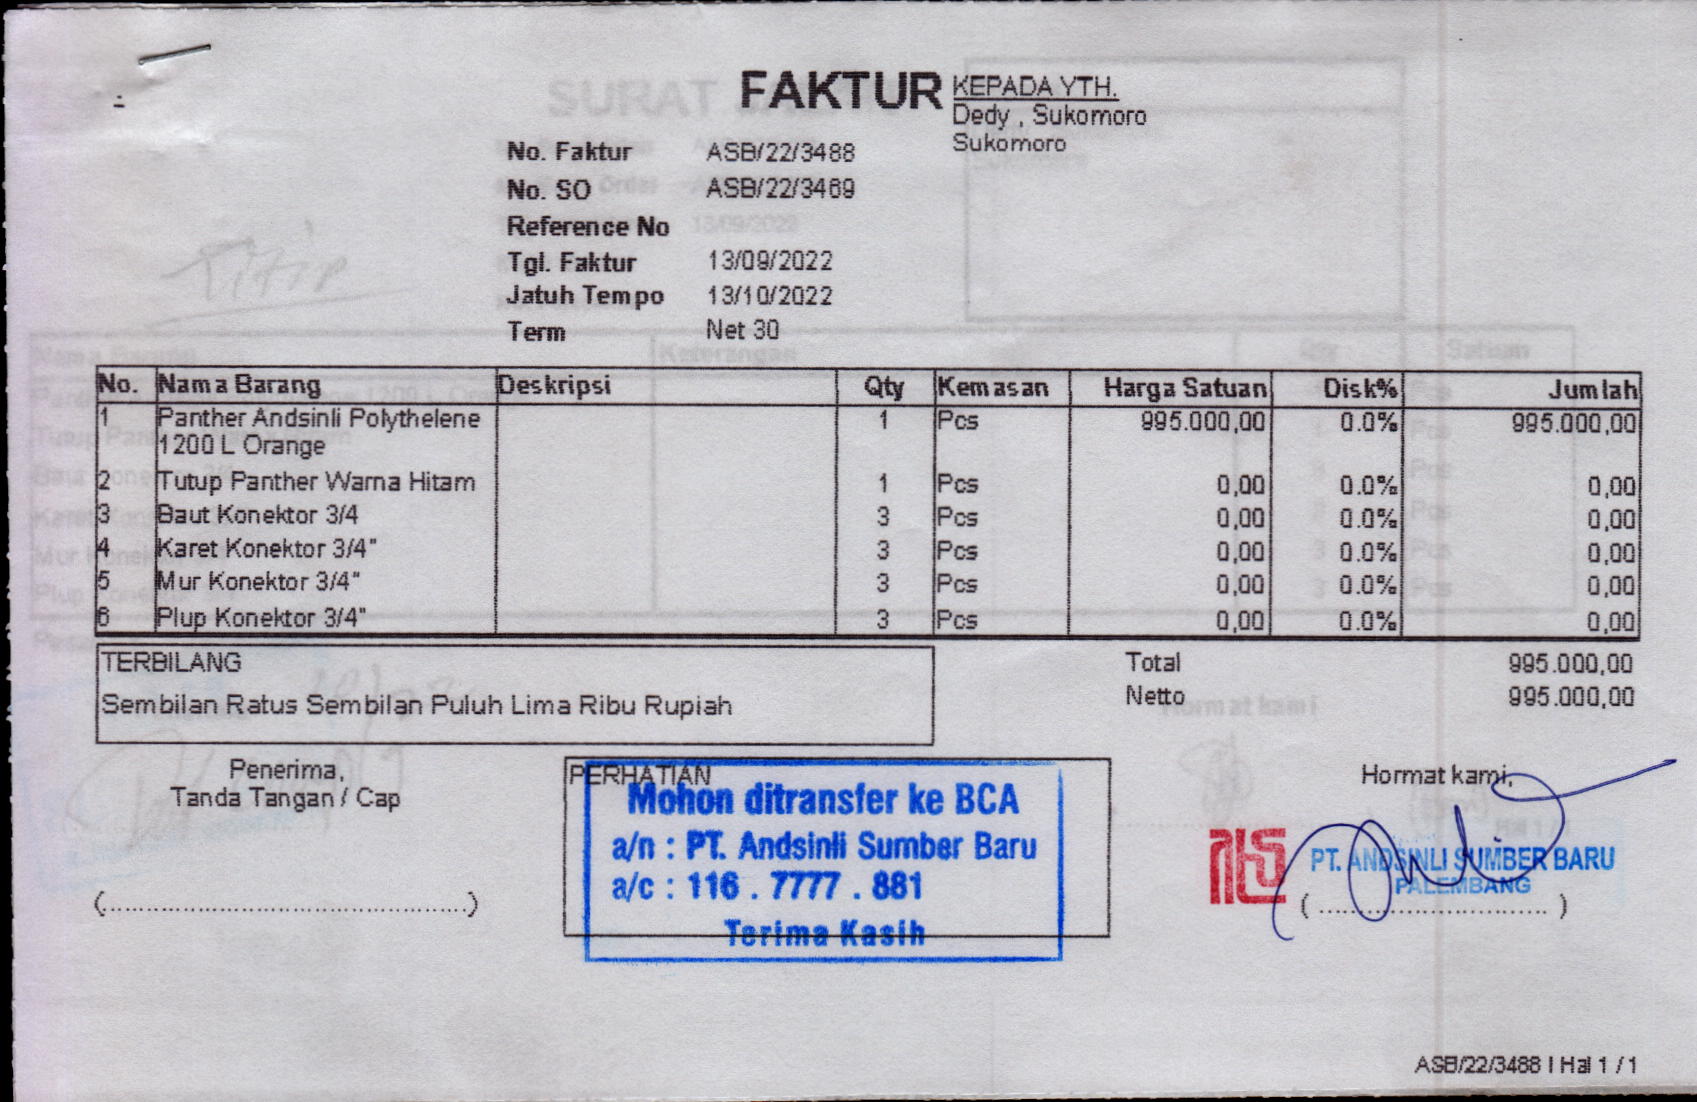 FAKTUR
KEPADA YTH.
Dedy , Sukomoro
Sukomoro
No. Faktur ASB/22/3488
No. SO ASB/22/3469
Reference No
Tgl. Faktur 13/09/2022
Jatuh Tempo 13/10/2022
Term Net 30
Titip
No. Nama Barang Deskripsi Qty Kemasan Harga Satuan Disk% Jumlah
1 Panther Andsinli Polythelene 1 Pcs 995.000,00 0.0% 995.000,00
1200 L Orange
2 Tutup Panther Warna Hitam 1 Pcs 0,00 0.0% 0,00
3 Baut Konektor 3/4 3 Pcs 0,00 0.0% 0,00
4 Karet Konektor 3/4" 3 Pcs 0,00 0.0% 0,00
5 Mur Konektor 3/4" 3 Pcs 0,00 0.0% 0,00
6 Plup Konektor 3/4" 3 Pcs 0,00 0.0% 0,00
TERBILANG
Sembilan Ratus Sembilan Puluh Lima Ribu Rupiah
Total 995.000,00
Netto 995.000,00
Penerima,
Tanda Tangan / Cap
(............................................)
PERHATIAN
Mohon ditransfer ke BCA
a/n : PT. Andsinli Sumber Baru
a/c : 116 . 7777 . 881
Terima Kasih
Hormat kami,
PT. ANDSINLI SUMBER BARU
PALEMBANG
( ............................ )
ASB/22/3488 | Hal 1 / 1